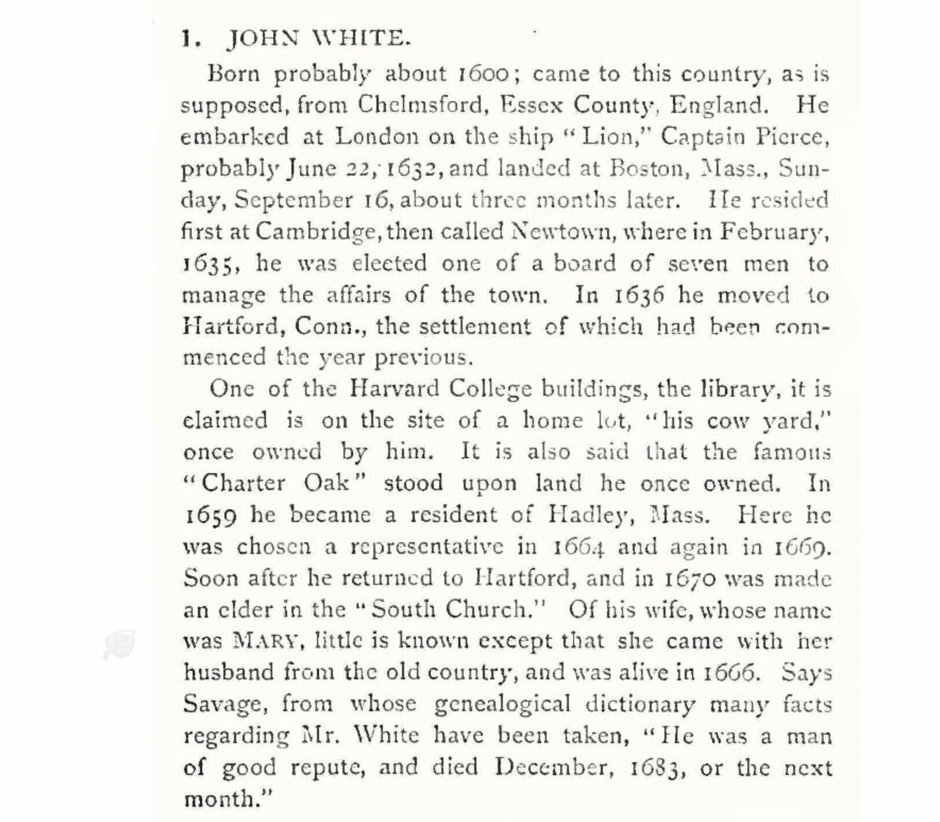 1. JOHN WHITE.
Born probably about 1600; came to this country, as is
supposed, from Chelmsford, Essex County, England. He
embarked at London on the ship “Lion,” Captain Pierce,
probably June 22, 1632, and landed at Boston, Mass., Sun-
day, September 16, about three months later. He resided
first at Cambridge, then called Newtown, where in February,
1635, he was elected one of a board of seven men to
manage the affairs of the town. In 1636 he moved to
Hartford, Conn., the settlement of which had been com-
menced the year previous.
One of the Harvard College buildings, the library, it is
claimed is on the site of a home lot, “his cow yard,”
once owned by him. It is also said that the famous
“Charter Oak” stood upon land he once owned. In
1659 he became a resident of Hadley, Mass. Here he
was chosen a representative in 1664 and again in 1669.
Soon after he returned to Hartford, and in 1670 was made
an elder in the “South Church.” Of his wife, whose name
was MARY, little is known except that she came with her
husband from the old country, and was alive in 1666. Says
Savage, from whose genealogical dictionary many facts
regarding Mr. White have been taken, “He was a man
of good repute, and died December, 1683, or the next
month.”